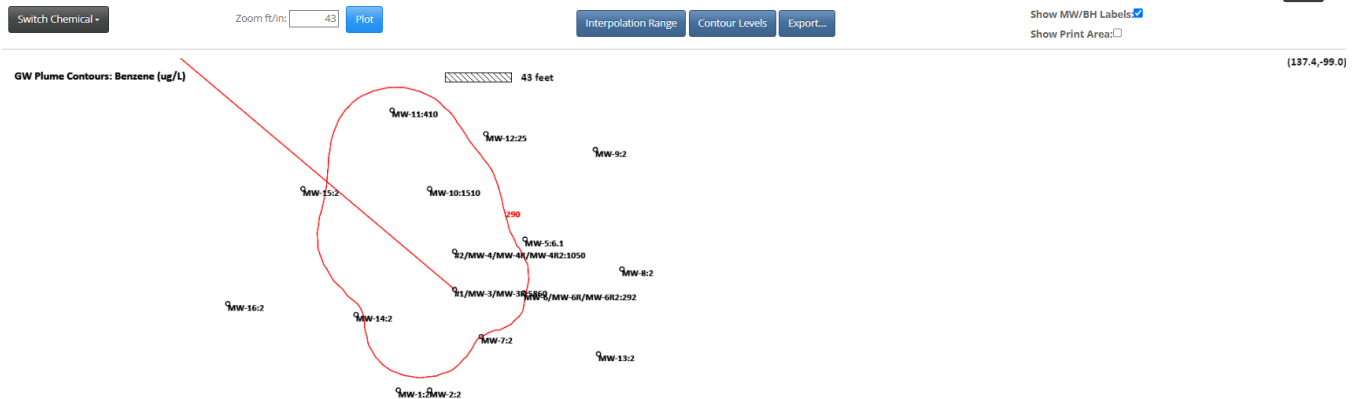 Switch Chemical
Zoom ft/in: 43 Plot
Interpolation Range Contour Levels Export...
Show MW/BH Labels:
Show Print Area:
(137.4,-99.0)
GW Plume Contours: Benzene (ug/L)
43 feet
MW-11:410
MW-12:25
MW-9:2
MW-15:2
MW-10:1510
290
MW-5:6.1
#2/MW-4/MW-4R/MW-4R2:1050
MW-8:2
#1/MW-3/MW-3R:5860
MW-6/MW-6R/MW-6R2:292
MW-16:2
MW-14:2
MW-7:2
MW-13:2
MW-1:2
MW-2:2